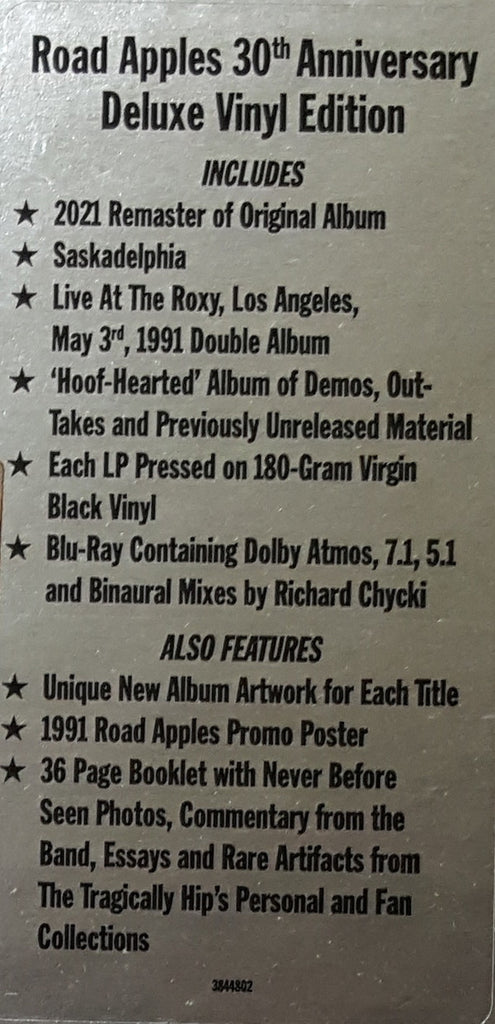 Road Apples 30th Anniversary
Deluxe Vinyl Edition
INCLUDES
★ 2021 Remaster of Original Album
★ Saskadelphia
★ Live At The Roxy, Los Angeles,
May 3rd, 1991 Double Album
★ ‘Hoof-Hearted’ Album of Demos, Out-
Takes and Previously Unreleased Material
★ Each LP Pressed on 180-Gram Virgin
Black Vinyl
★ Blu-Ray Containing Dolby Atmos, 7.1, 5.1
and Binaural Mixes by Richard Chycki
ALSO FEATURES
★ Unique New Album Artwork for Each Title
★ 1991 Road Apples Promo Poster
★ 36 Page Booklet with Never Before
Seen Photos, Commentary from the
Band, Essays and Rare Artifacts from
The Tragically Hip’s Personal and Fan
Collections
3844802